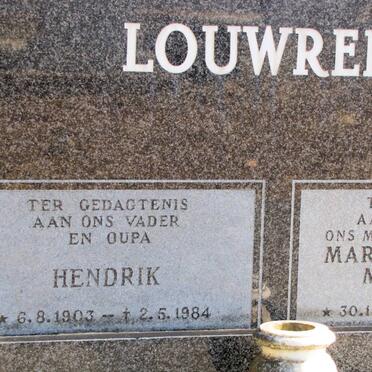 LOUWRE
TER GEDAGTENIS
AAN ONS VADER
EN OUPA
HENDRIK
★ 6.8.1903 – † 2.5.1984
ONS M
MAR
M
★ 30.1